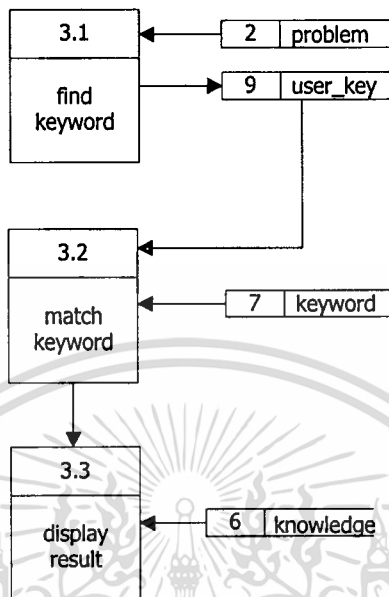 3.1
2 problem
find
keyword
9 user_key
3.2
match
keyword
7 keyword
3.3
display
result
6 knowledge